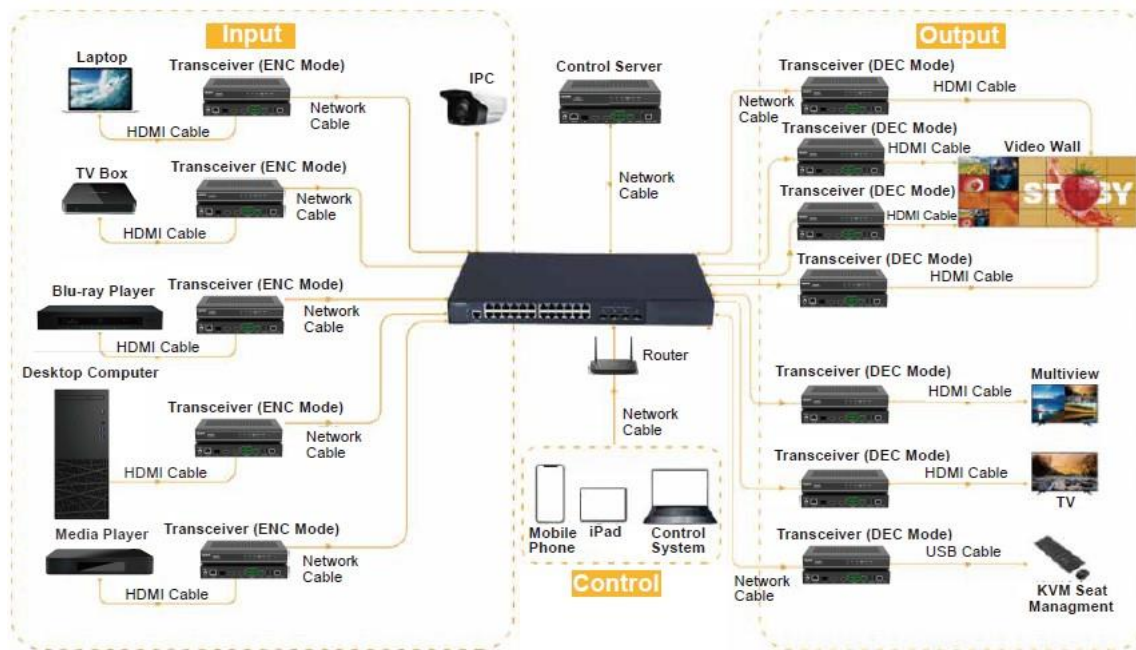 Input
Laptop
Transceiver (ENC Mode)
HDMI Cable
Network
Cable
IPC
TV Box
Transceiver (ENC Mode)
HDMI Cable
Network
Cable
Blu-ray Player
Transceiver (ENC Mode)
HDMI Cable
Network
Cable
Desktop Computer
Transceiver (ENC Mode)
HDMI Cable
Network
Cable
Media Player
Transceiver (ENC Mode)
HDMI Cable
Network
Cable
Control Server
Network
Cable
Router
Network
Cable
Mobile
Phone
iPad
Control
System
Control
Output
Transceiver (DEC Mode)
Network
Cable
HDMI Cable
Transceiver (DEC Mode)
HDMI Cable
Video Wall
ST
BY
Transceiver (DEC Mode)
HDMI Cable
Transceiver (DEC Mode)
HDMI Cable
Transceiver (DEC Mode)
HDMI Cable
Multiview
Transceiver (DEC Mode)
HDMI Cable
TV
Transceiver (DEC Mode)
USB Cable
Network
Cable
KVM Seat
Managment